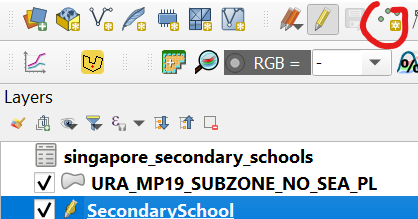 RGB = -
Layers
singapore_secondary_schools
URA_MP19_SUBZONE_NO_SEA_PL
SecondarySchool